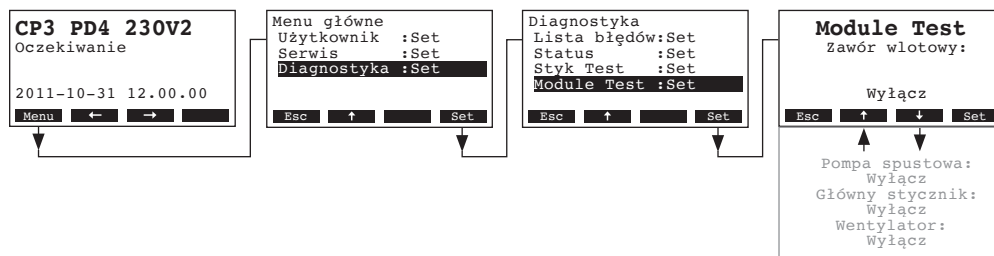 CP3 PD4 230V2
Oczekiwanie
2011-10-31 12.00.00
Menu ← →
Menu główne
Użytkownik :Set
Serwis :Set
Diagnostyka :Set
Esc ↑ Set
Diagnostyka
Lista błędów:Set
Status :Set
Styk Test :Set
Module Test :Set
Esc ↑ Set
Module Test
Zawór wlotowy:
Wyłącz
Esc ↑ ↓ Set
Pompa spustowa:
Wyłącz
Główny stycznik:
Wyłącz
Wentylator:
Wyłącz